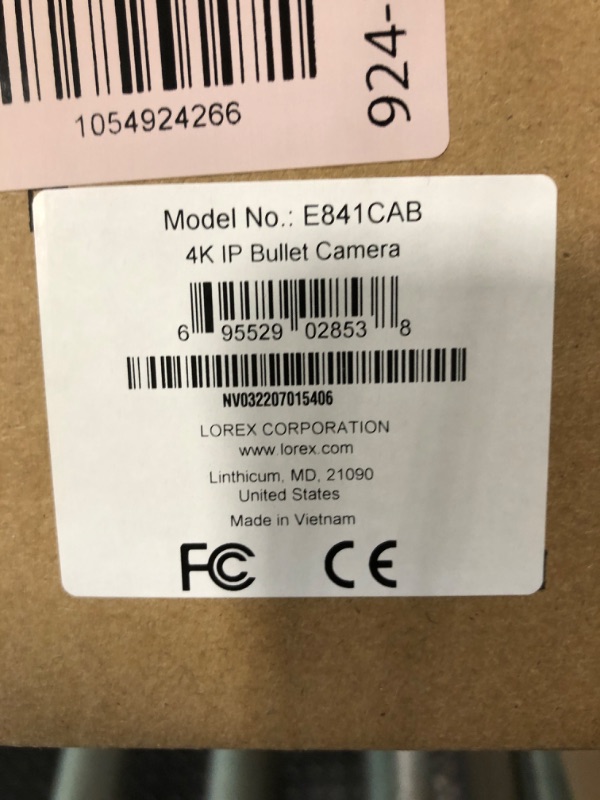 1054924266
924-
Model No.: E841CAB
4K IP Bullet Camera
6 95529 02853 8
NV032207015406
LOREX CORPORATION
www.lorex.com
Linthicum, MD, 21090
United States
Made in Vietnam
FC CE